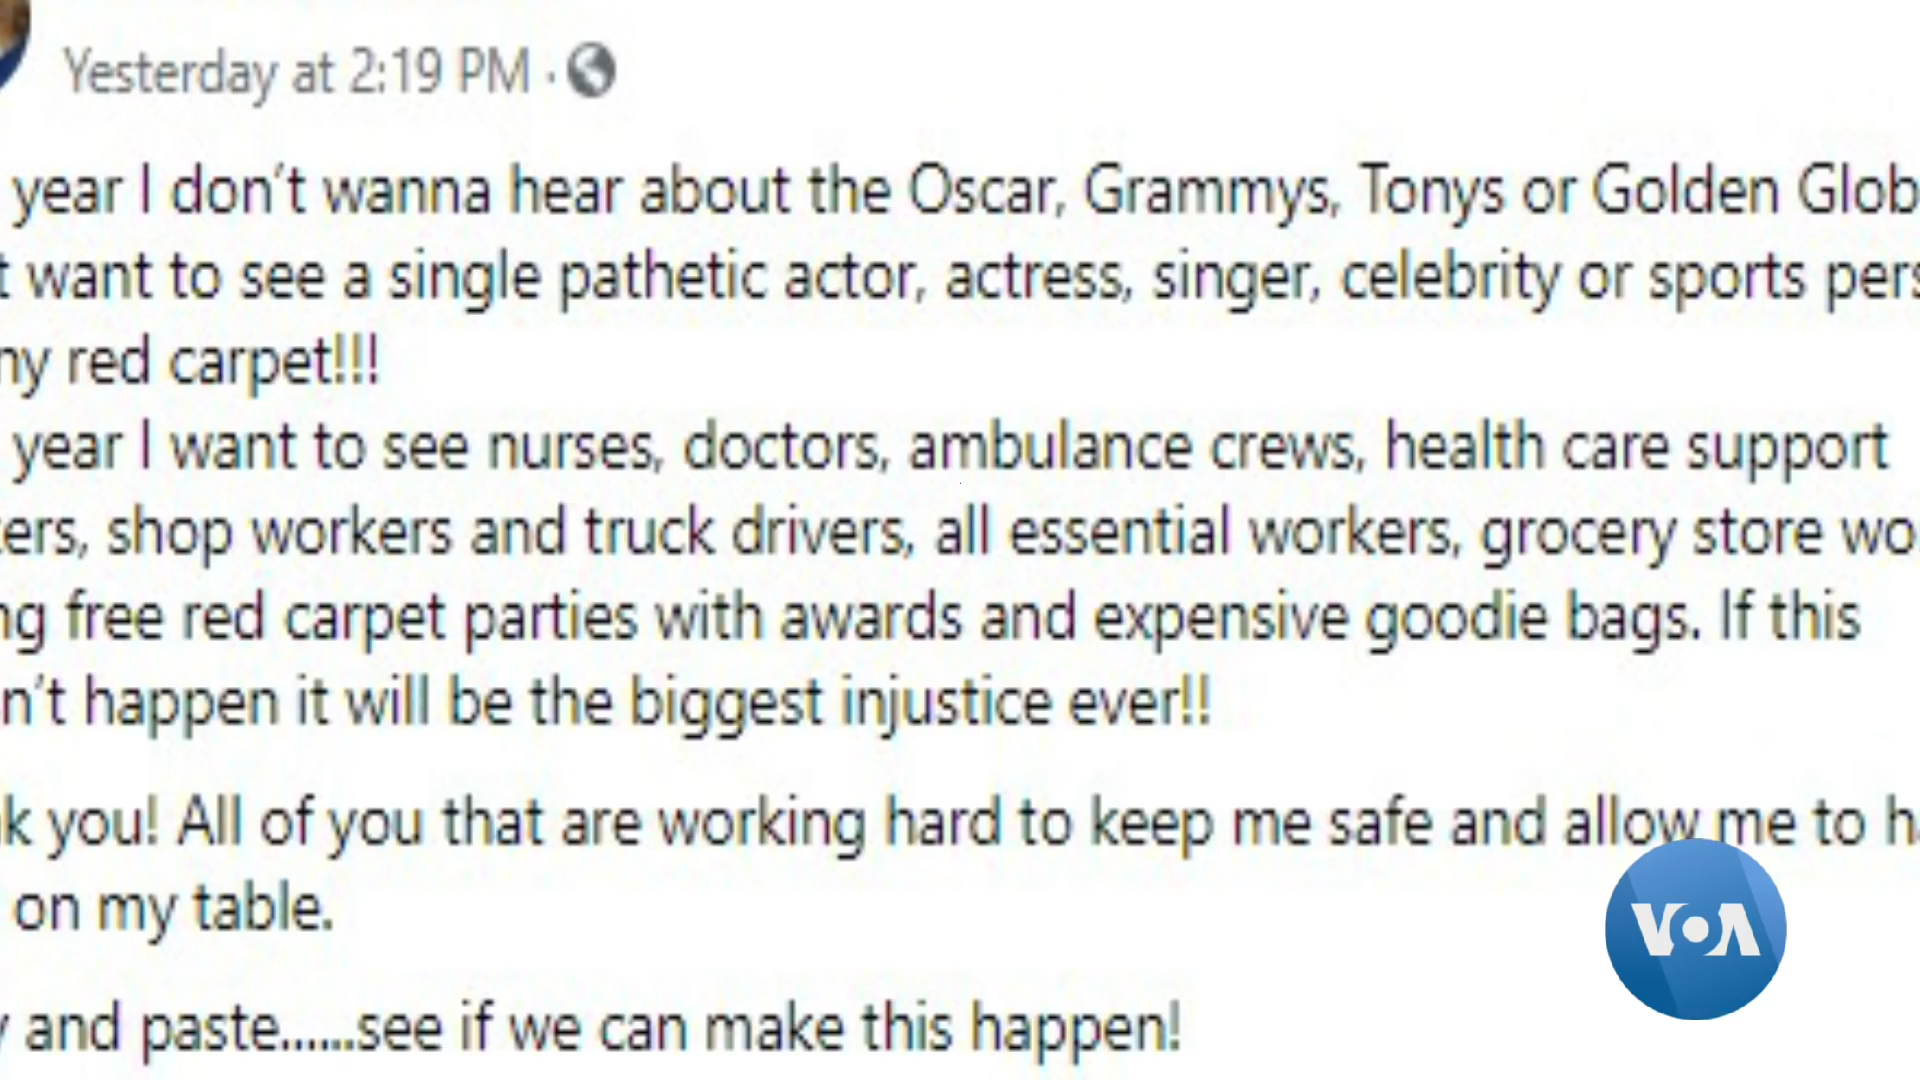 Yesterday at 2:19 PM ·
year I don't wanna hear about the Oscar, Grammys, Tonys or Golden Glob
t want to see a single pathetic actor, actress, singer, celebrity or sports pers
ny red carpet!!!
year I want to see nurses, doctors, ambulance crews, health care support
ers, shop workers and truck drivers, all essential workers, grocery store wo
ng free red carpet parties with awards and expensive goodie bags. If this
n't happen it will be the biggest injustice ever!!
k you! All of you that are working hard to keep me safe and allow me to h
on my table.
and paste......see if we can make this happen!
VOA